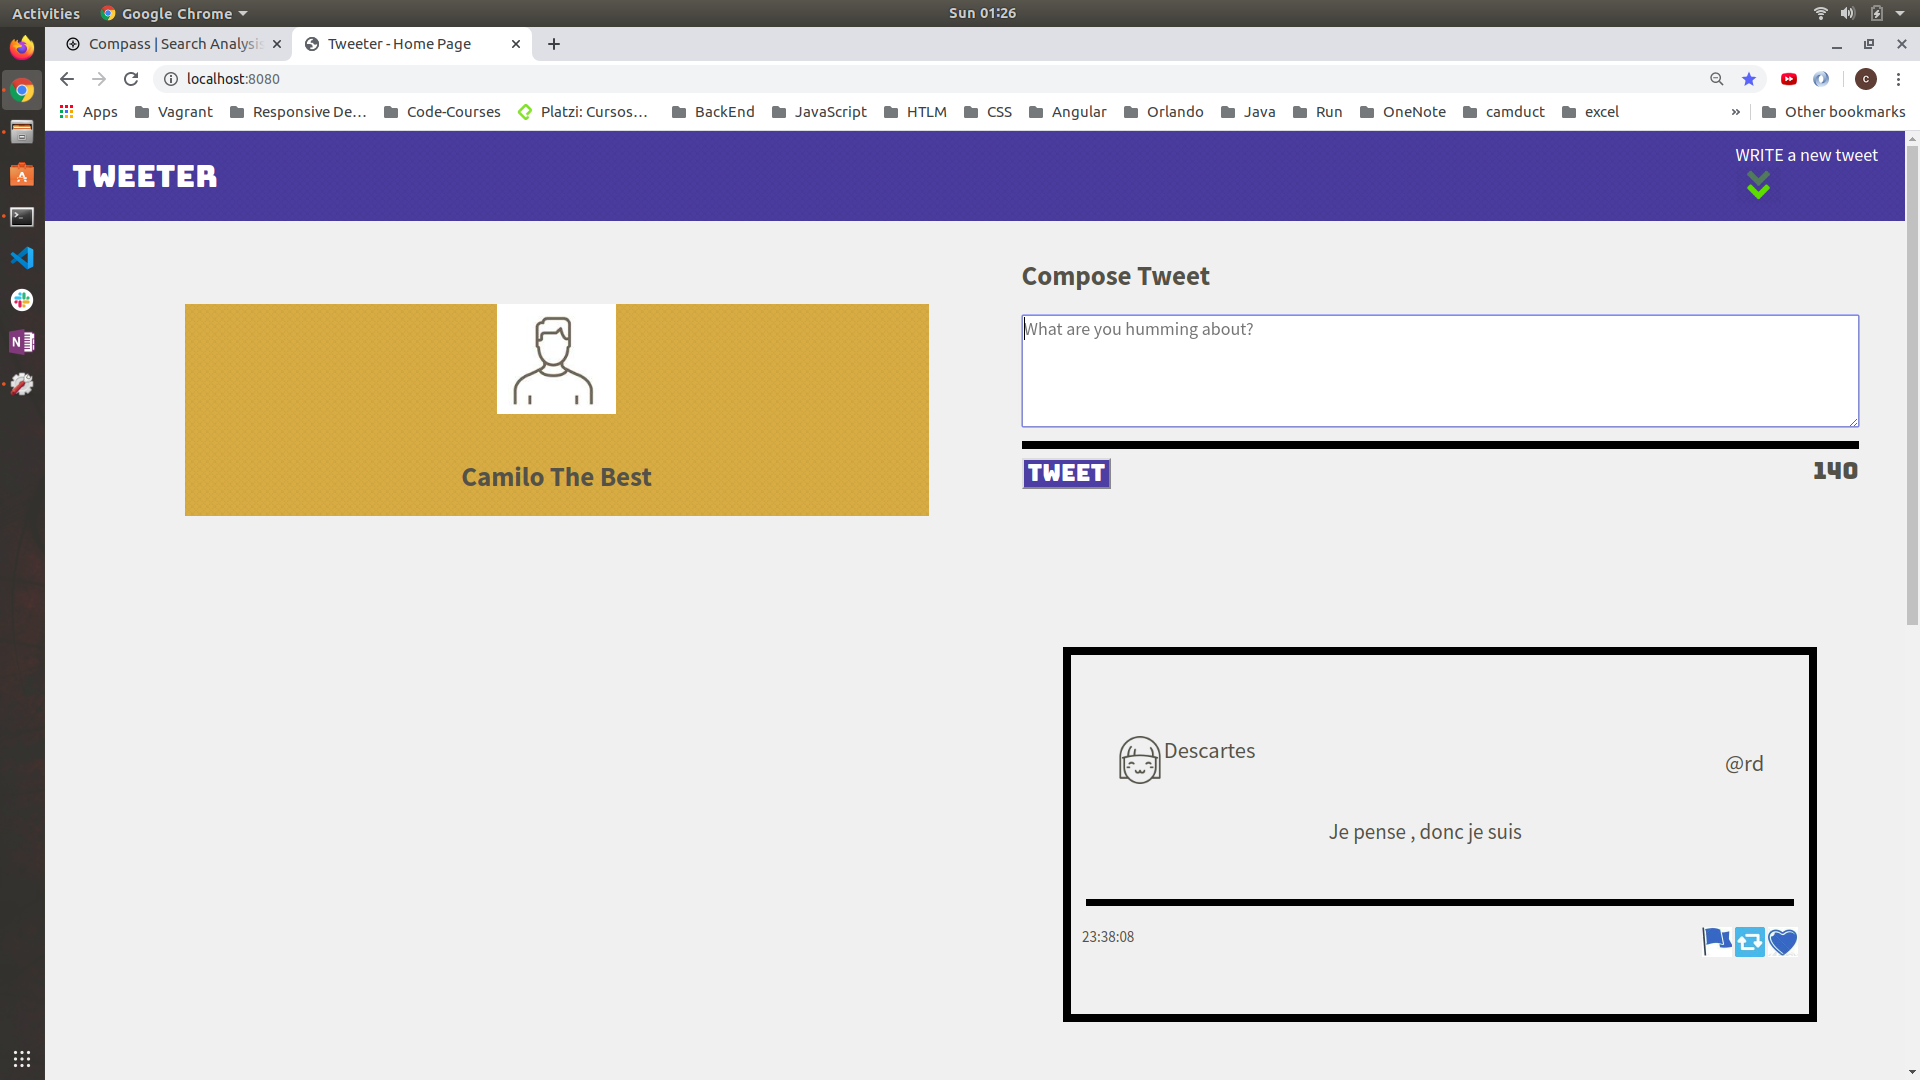 Activities Google Chrome Sun 01:26
Compass | Search Analysis Tweeter - Home Page
localhost:8080 c
Apps Vagrant Responsive De... Code-Courses Platzi: Cursos... BackEnd JavaScript HTLM CSS Angular Orlando Java Run OneNote camduct excel » Other bookmarks
TWEETER
WRITE a new tweet
Camilo The Best
Compose Tweet
What are you humming about?
TWEET 140
Descartes @rd
Je pense , donc je suis
23:38:08